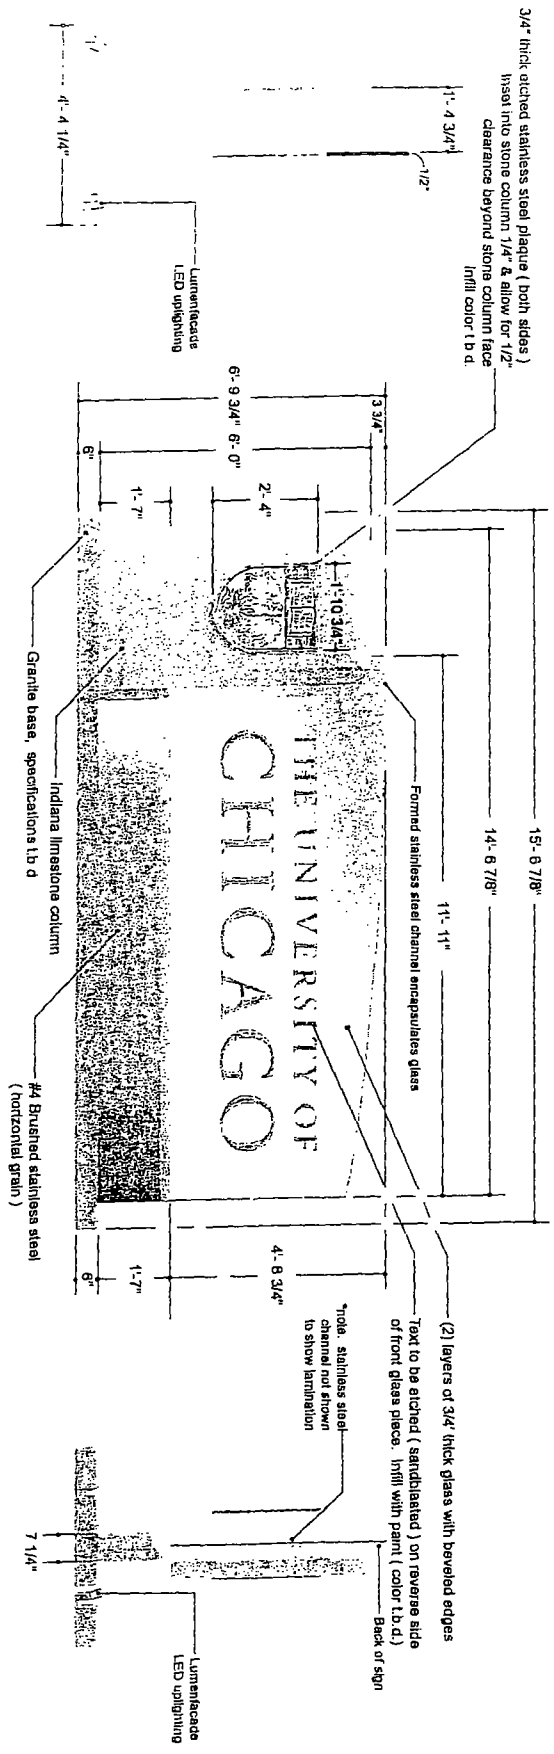 3/4" thick etched stainless steel plaque ( both sides )
Inset into stone column 1/4" & allow for 1/2"
clearance beyond stone column face
Infill color t b d.
1'- 4 3/4"
1/2"
4'- 4 1/4"
Lumenfacade
LED uplighting
15'- 6 7/8"
14'- 6 7/8"
11'- 11"
Formed stainless steel channel encapsulates glass
(2) layers of 3/4' thick glass with beveled edges
Text to be etched ( sandblasted ) on reverse side
of front glass piece. Infill with paint ( color t.b.d.)
3 3/4"
6'- 9 3/4"
6'- 0"
6"
1'- 7"
2'- 4"
1'- 10 3/4"
THE UNIVERSITY OF
CHICAGO
4'- 8 3/4"
1'-7"
6"
Granite base, specifications t.b d
Indiana limestone column
#4 Brushed stainless steel
( horizontal grain )
*note. stainless steel
channel not shown
to show lamination
Back of sign
7 1/4"
Lumenfacade
LED uplighting